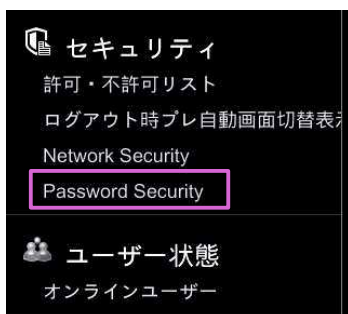 セキュリティ
許可・不許可リスト
ログアウト時プレ自動画面切替表
Network Security
Password Security
ユーザー状態
オンラインユーザー